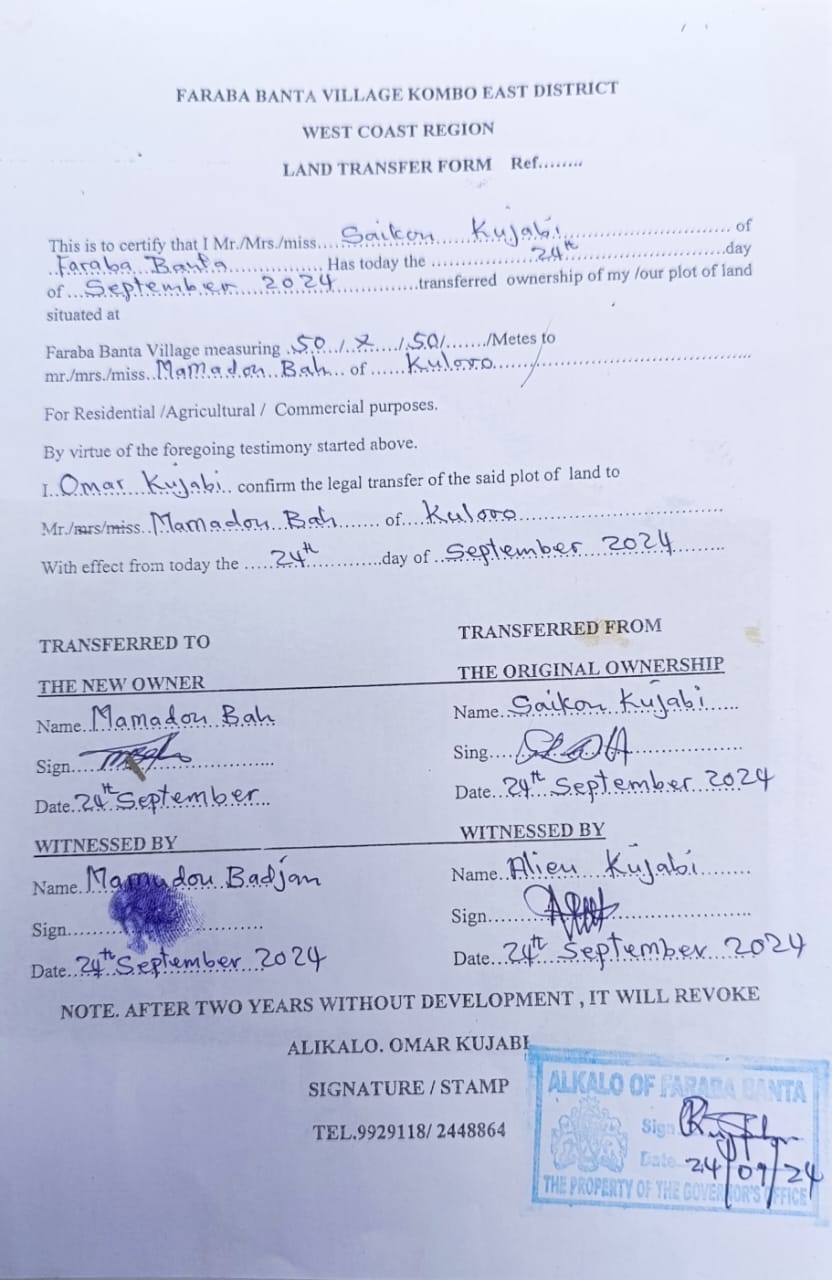 FARABA BANTA VILLAGE KOMBO EAST DISTRICT
WEST COAST REGION
LAND TRANSFER FORM Ref........
This is to certify that I Mr./Mrs./miss....Saikou Kujabi.............................. of
..Faraba Banta................ Has today the ..................24th............................day
of...September 2024...............transferred ownership of my /our plot of land
situated at
Faraba Banta Village measuring .50./..x..../.50/......./Metes to
mr./mrs./miss..Mamadou Bah... of ......Kuloro..............................................
For Residential /Agricultural / Commercial purposes.
By virtue of the foregoing testimony started above.
I..Omar Kujabi.. confirm the legal transfer of the said plot of land to
Mr./mrs/miss..Mamadou Bah....... of....Kuloro......................................
With effect from today the .....24th............day of ..September 2024.........
TRANSFERRED TO
THE NEW OWNER
Name..Mamadou Bah
Sign....................................
Date..24th September...
WITNESSED BY
Name.Mamudou Badjan
Sign....................................
Date..24th September 2024
TRANSFERRED FROM
THE ORIGINAL OWNERSHIP
Name..Saikou Kujabi......
Sing........................................
Date...24th September 2024
WITNESSED BY
Name..Alieu Kujabi........
Sign........................................
Date...24th September 2024
NOTE. AFTER TWO YEARS WITHOUT DEVELOPMENT , IT WILL REVOKE
ALIKALO. OMAR KUJABI
SIGNATURE / STAMP
TEL.9929118/ 2448864
ALKALO OF FARABA BANTA
Sign
Date 24/09/24
THE PROPERTY OF THE GOVERNOR'S OFFICE